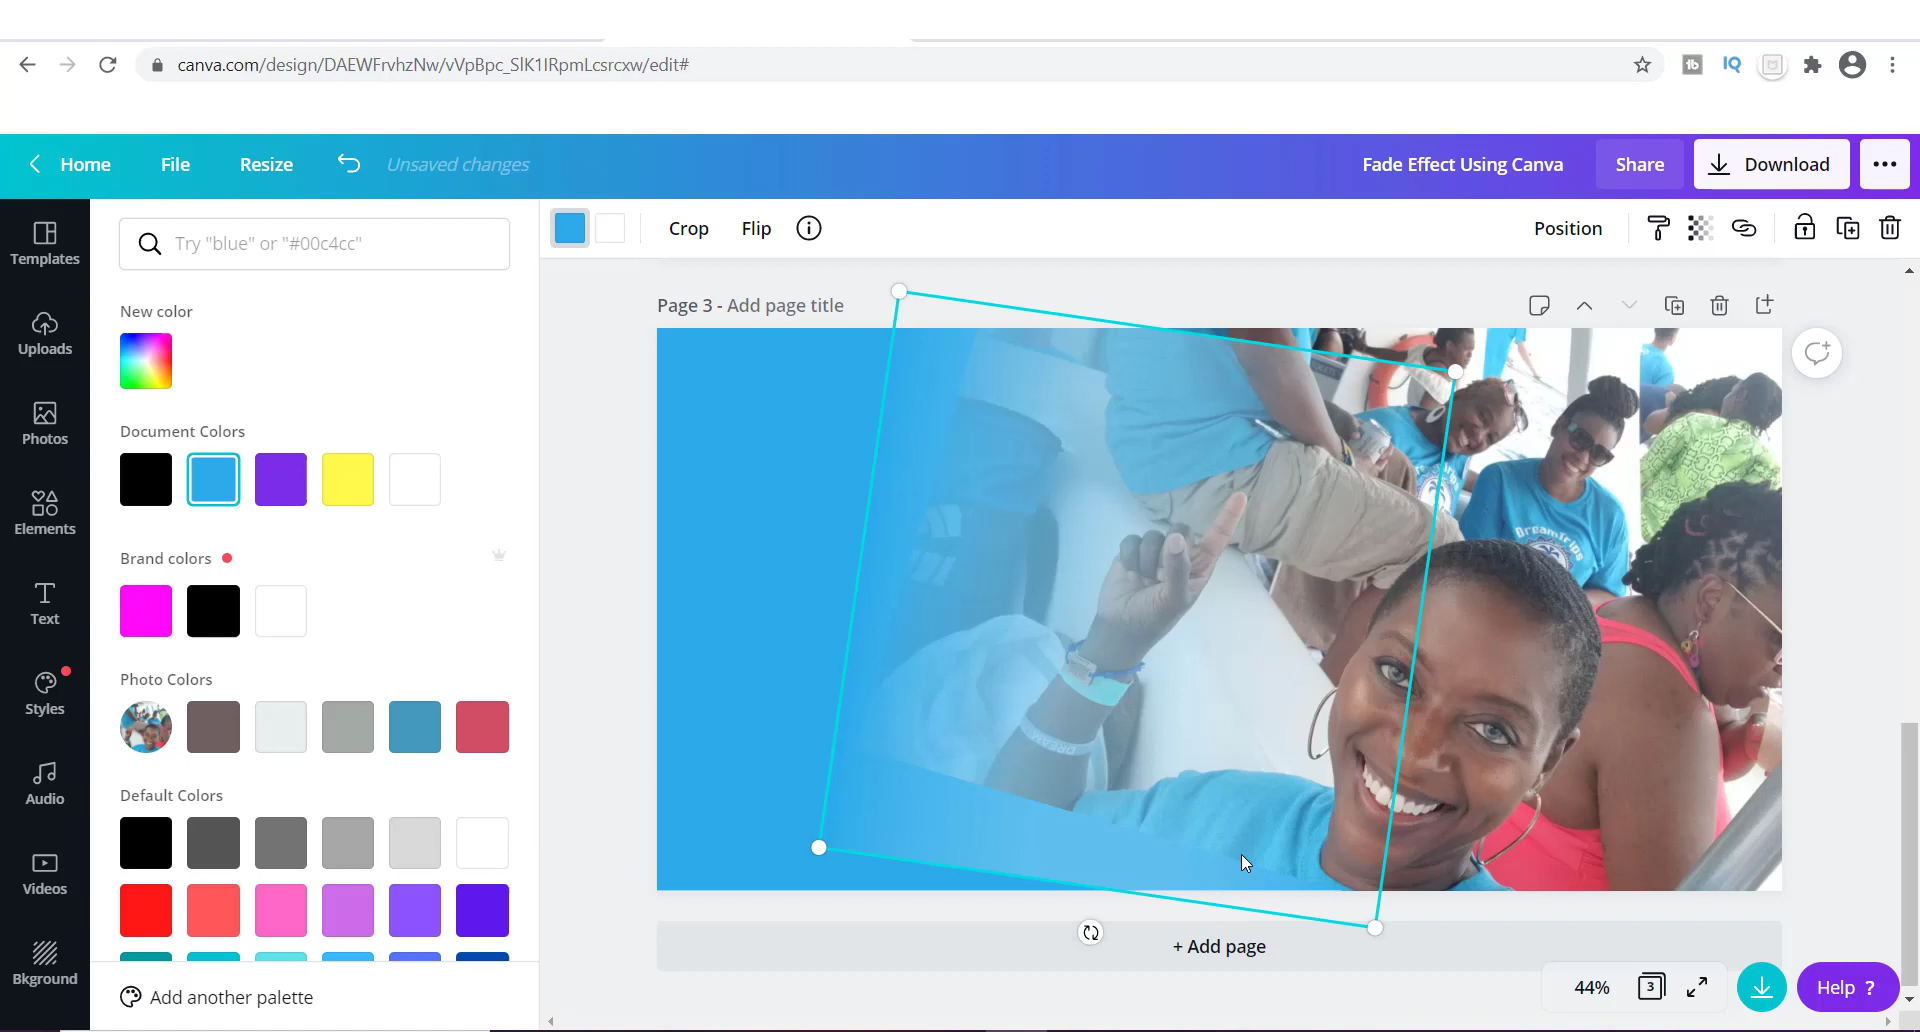 canva.com/design/DAEWFrvhzNw/vVpBpc_SlK1IRpmLcsrcxw/edit#
Home File Resize Unsaved changes Fade Effect Using Canva Share Download
Templates
Uploads
Photos
Elements
Text
Styles
Audio
Videos
Bkground
Try "blue" or "#00c4cc"
New color
Document Colors
Brand colors
Photo Colors
Default Colors
Add another palette
Crop Flip Position
Page 3 - Add page title
DreamTrips
DREAM
+ Add page
44% 3 Help ?